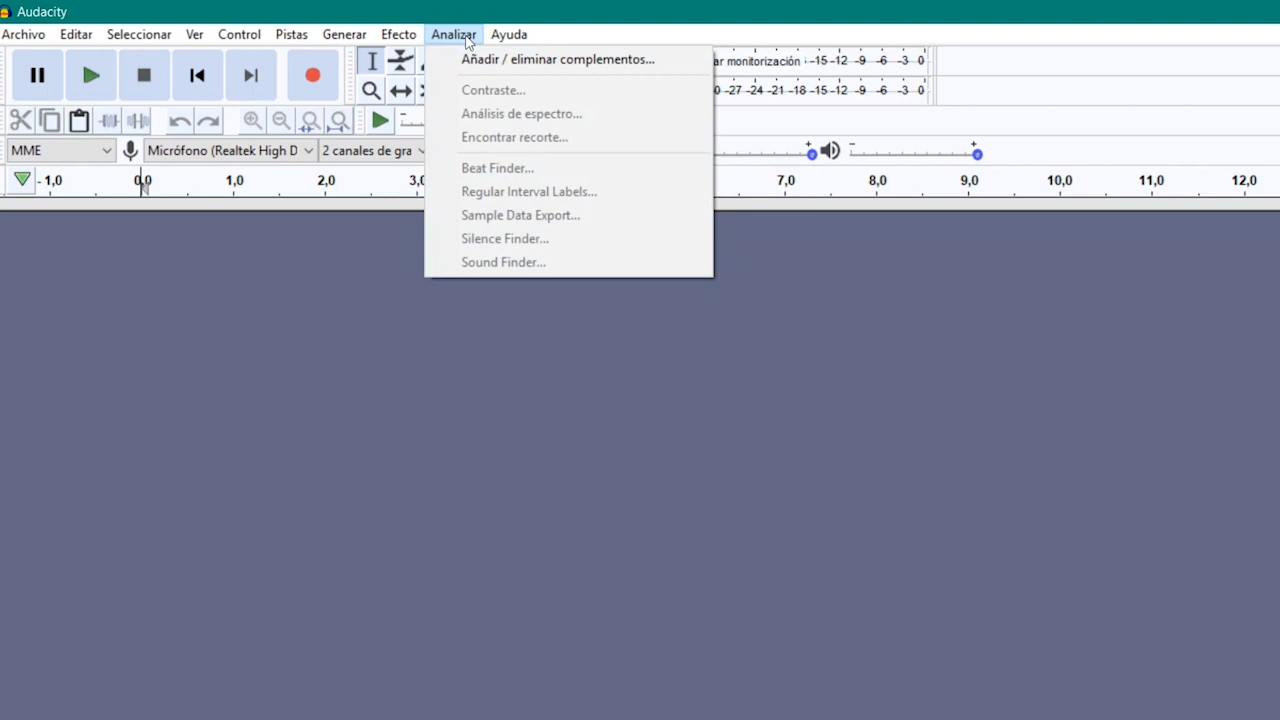 Audacity
Archivo Editar Seleccionar Ver Control Pistas Generar Efecto Analizar Ayuda
Añadir / eliminar complementos...
Contraste...
Análisis de espectro...
Encontrar recorte...
Beat Finder...
Regular Interval Labels...
Sample Data Export...
Silence Finder...
Sound Finder...
ar monitorización -15 -12 -9 -6 -3 0
0 -27 -24 -21 -18 -15 -12 -9 -6 -3 0
MME Micrófono (Realtek High D 2 canales de gra
-1,0 0,0 1,0 2,0 3,0 7,0 8,0 9,0 10,0 11,0 12,0